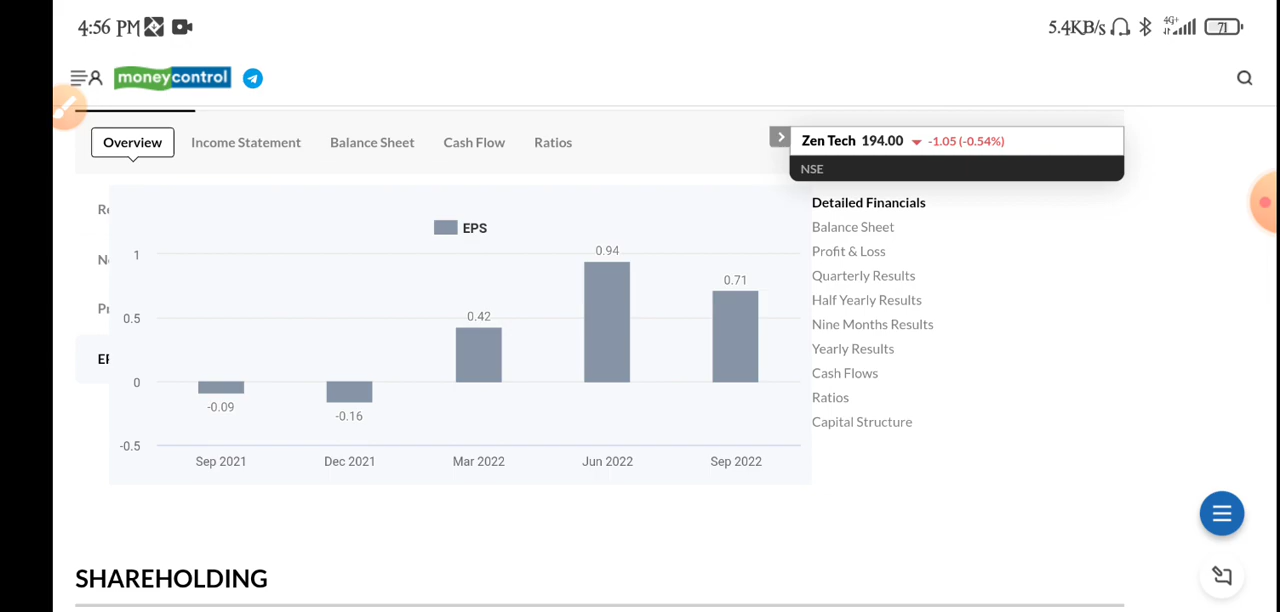 4:56 PM
5.4KB/s 4G+ 71
moneycontrol
Overview Income Statement Balance Sheet Cash Flow Ratios
Zen Tech 194.00 -1.05 (-0.54%)
NSE
EPS
1
0.5
0
-0.5
-0.09
-0.16
0.42
0.94
0.71
Sep 2021 Dec 2021 Mar 2022 Jun 2022 Sep 2022
Detailed Financials
Balance Sheet
Profit & Loss
Quarterly Results
Half Yearly Results
Nine Months Results
Yearly Results
Cash Flows
Ratios
Capital Structure
SHAREHOLDING